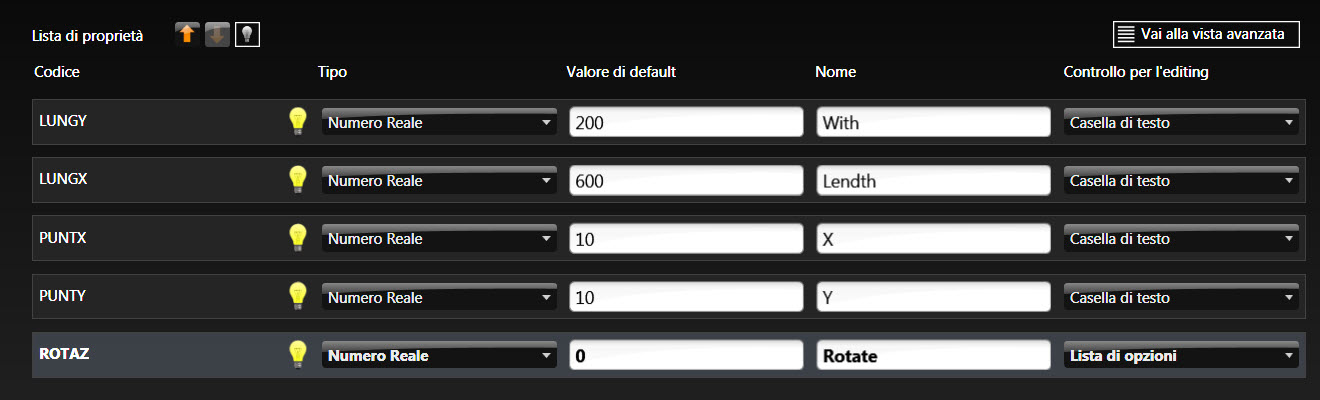 Lista di proprietà Vai alla vista avanzata
Codice Tipo Valore di default Nome Controllo per l'editing
LUNGY Numero Reale 200 With Casella di testo
LUNGX Numero Reale 600 Lendth Casella di testo
PUNTX Numero Reale 10 X Casella di testo
PUNTY Numero Reale 10 Y Casella di testo
ROTAZ Numero Reale 0 Rotate Lista di opzioni